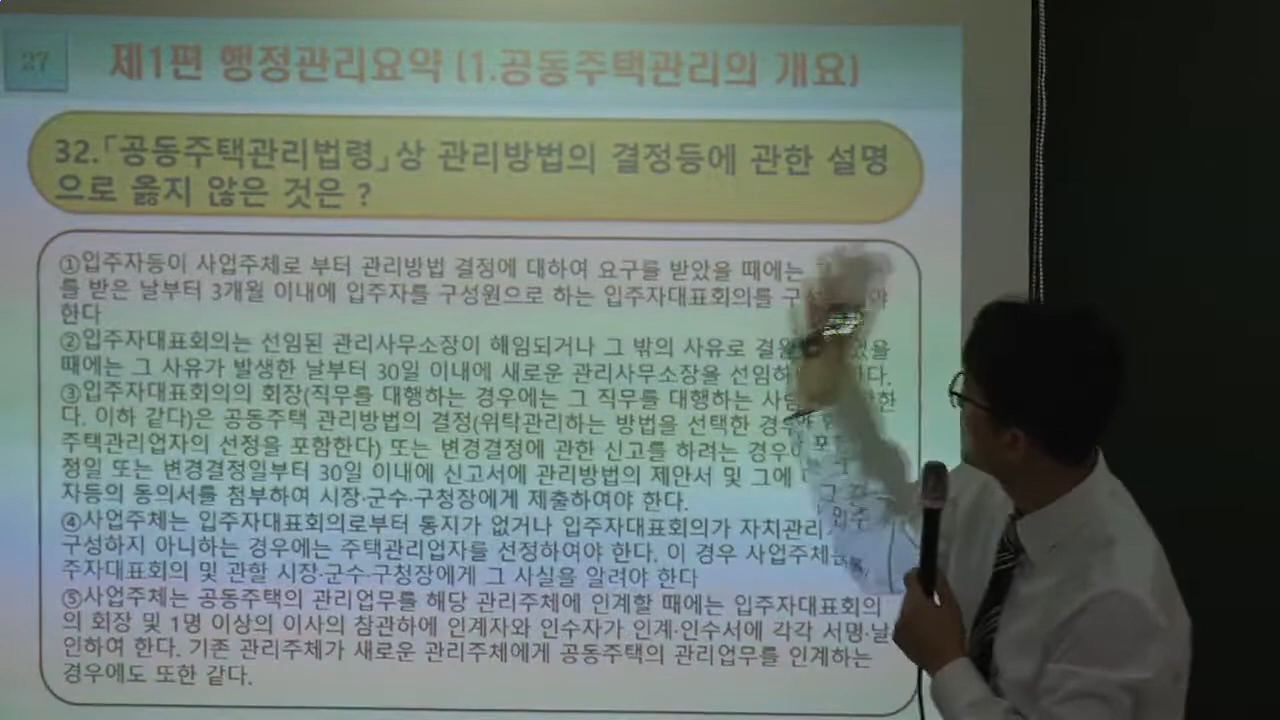 27
제1편 행정관리요약 (1.공동주택관리의 개요)
32.「공동주택관리법령」상 관리방법의 결정등에 관한 설명
으로 옳지 않은 것은 ?
①입주자등이 사업주체로 부터 관리방법 결정에 대하여 요구를 받았을 때에는
를 받은 날부터 3개월 이내에 입주자를 구성원으로 하는 입주자대표회의를
한다
②입주자대표회의는 선임된 관리사무소장이 해임되거나 그 밖의 사유로
때에는 그 사유가 발생한 날부터 30일 이내에 새로운 관리사무소장을
③입주자대표회의의 회장(직무를 대행하는 경우에는 그 직무를 대행하는
다. 이하 같다)은 공동주택 관리방법의 결정(위탁관리하는 방법을 선택한
주택관리업자의 선정을 포함한다) 또는 변경결정에 관한 신고를 하려는
정일 또는 변경결정일부터 30일 이내에 신고서에 관리방법의 제안서 및 그에
자등의 동의서를 첨부하여 시장·군수·구청장에게 제출하여야 한다.
④사업주체는 입주자대표회의로부터 통지가 없거나 입주자대표회의가 자치관리
구성하지 아니하는 경우에는 주택관리업자를 선정하여야 한다. 이 경우 사업주체는
주자대표회의 및 관할 시장·군수·구청장에게 그 사실을 알려야 한다
⑤사업주체는 공동주택의 관리업무를 해당 관리주체에 인계할 때에는 입주자대표회의
의 회장 및 1명 이상의 이사의 참관하에 인계자와 인수자가 인계·인수서에 각각 서명·날
인하여 한다. 기존 관리주체가 새로운 관리주체에게 공동주택의 관리업무를 인계하는
경우에도 또한 같다.